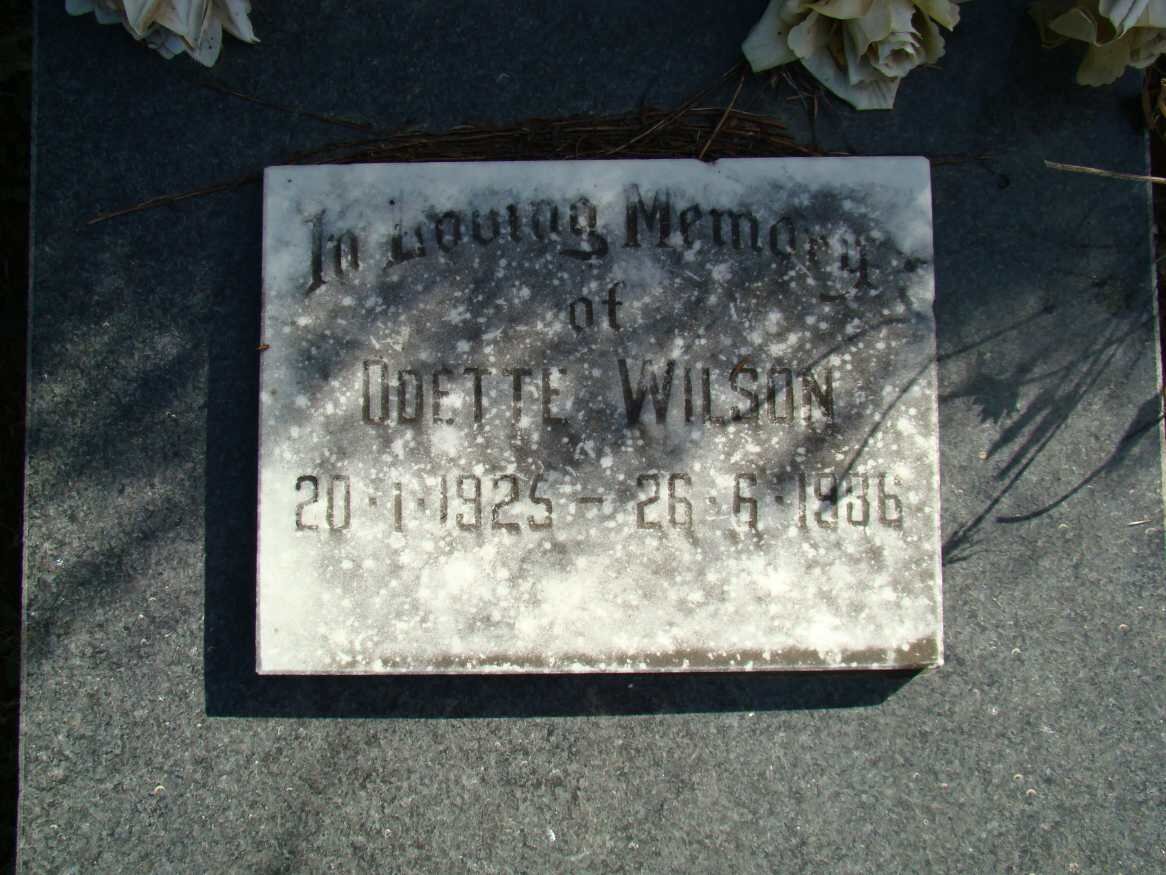 In Loving Memory
of
ODETTE WILSON
20·1·1925 – 26·6·1986